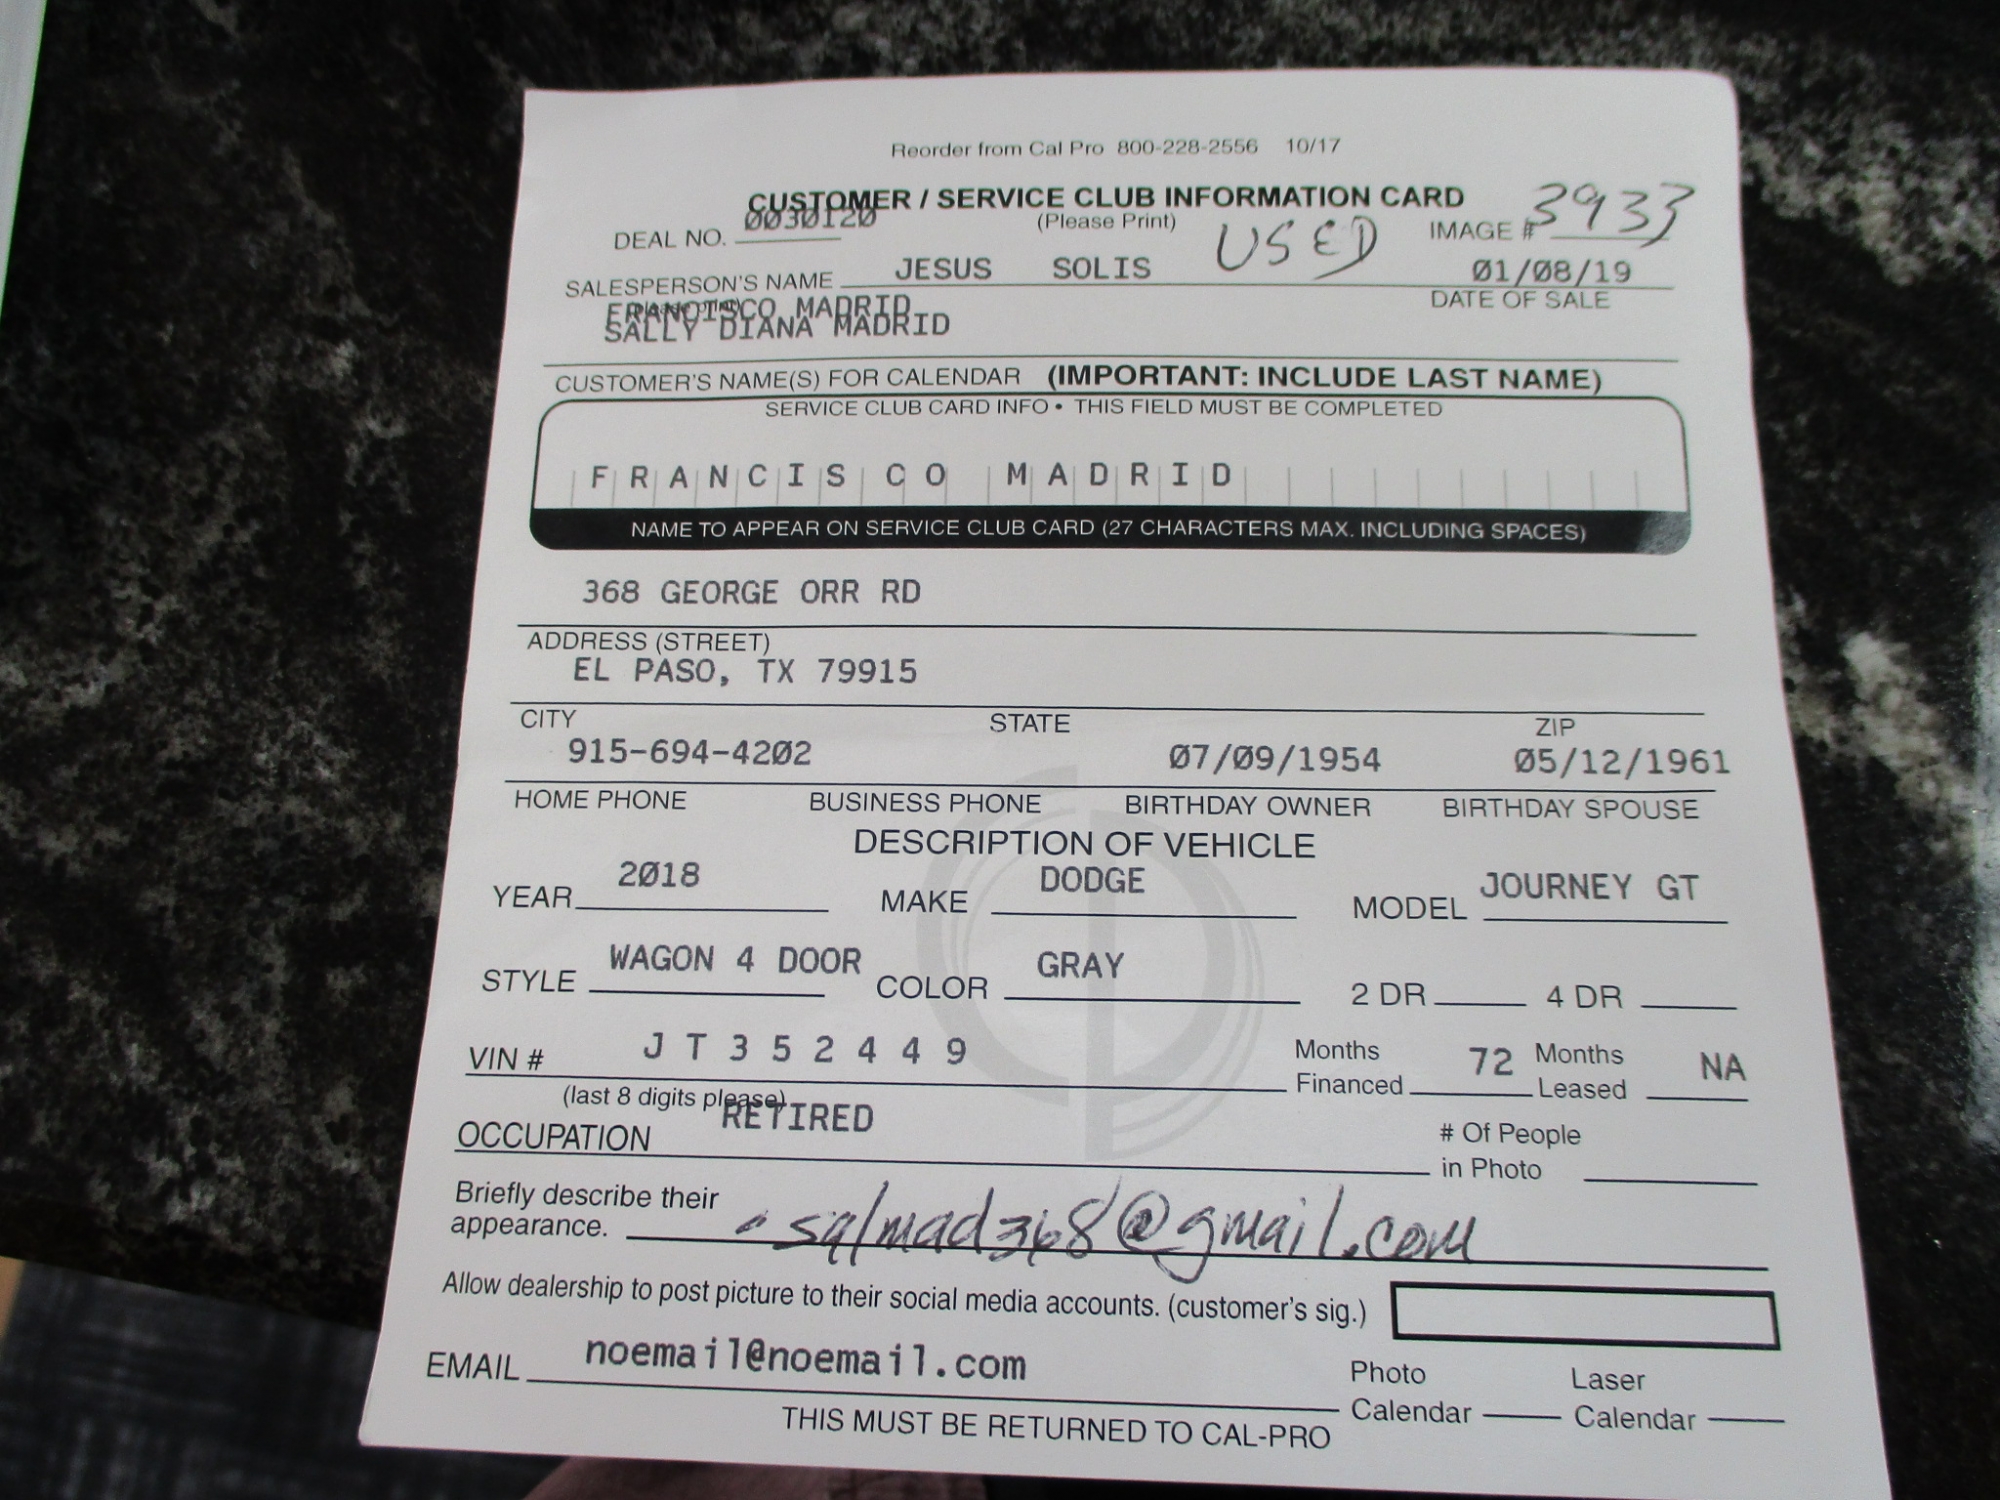 Reorder from Cal Pro 800-228-2556 10/17
CUSTOMER / SERVICE CLUB INFORMATION CARD
(Please Print)
DEAL NO. 0030120 USED IMAGE # 3933
SALESPERSON'S NAME JESUS SOLIS 01/08/19
DATE OF SALE
FRANCISCO MADRID
SALLY DIANA MADRID
CUSTOMER'S NAME(S) FOR CALENDAR (IMPORTANT: INCLUDE LAST NAME)
SERVICE CLUB CARD INFO • THIS FIELD MUST BE COMPLETED
FRANCISCO MADRID
NAME TO APPEAR ON SERVICE CLUB CARD (27 CHARACTERS MAX. INCLUDING SPACES)
368 GEORGE ORR RD
ADDRESS (STREET)
EL PASO, TX 79915
CITY STATE ZIP
915-694-4202 07/09/1954 05/12/1961
HOME PHONE BUSINESS PHONE BIRTHDAY OWNER BIRTHDAY SPOUSE
DESCRIPTION OF VEHICLE
YEAR 2018 MAKE DODGE MODEL JOURNEY GT
STYLE WAGON 4 DOOR COLOR GRAY 2 DR 4 DR
VIN # JT352449 Months Financed 72 Months Leased NA
(last 8 digits please)
OCCUPATION RETIRED # Of People in Photo
Briefly describe their
appearance. salmad368@gmail.com
Allow dealership to post picture to their social media accounts. (customer's sig.)
EMAIL noemail@noemail.com Photo Calendar Laser Calendar
THIS MUST BE RETURNED TO CAL-PRO